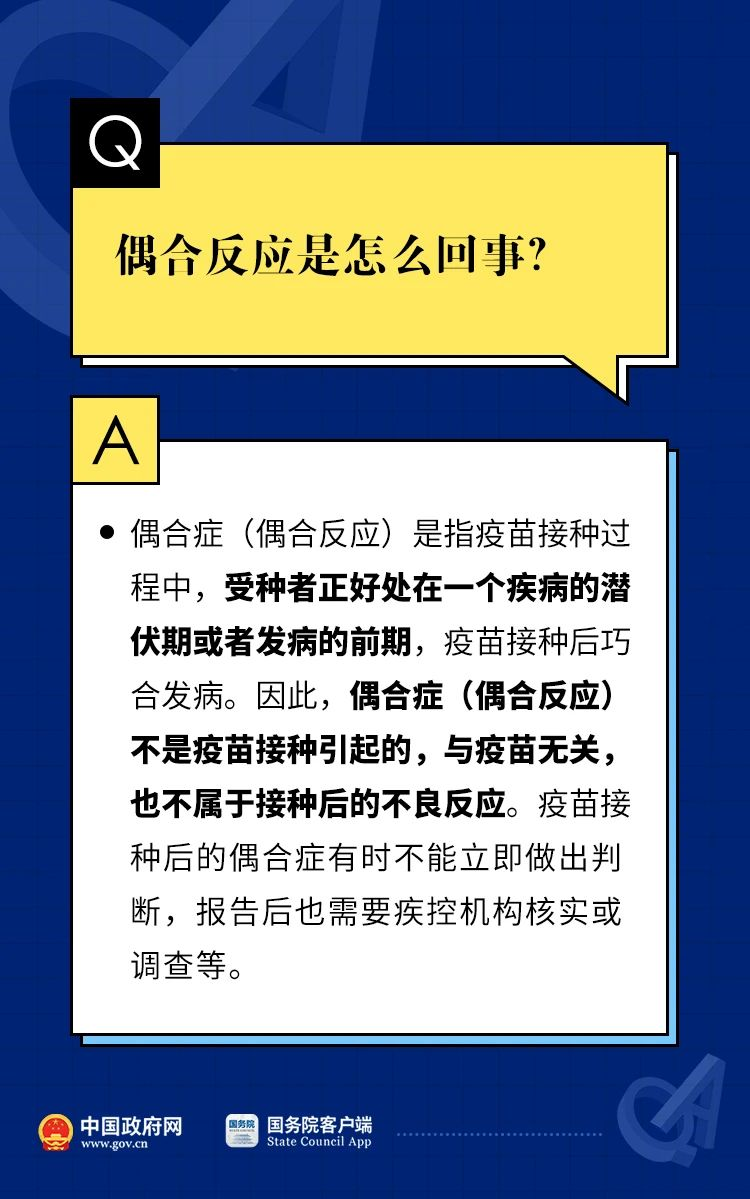 Q
偶合反应是怎么回事?
A
● 偶合症（偶合反应）是指疫苗接种过
程中，受种者正好处在一个疾病的潜
伏期或者发病的前期，疫苗接种后巧
合发病。因此，偶合症（偶合反应）
不是疫苗接种引起的，与疫苗无关，
也不属于接种后的不良反应。疫苗接
种后的偶合症有时不能立即做出判
断，报告后也需要疾控机构核实或
调查等。
中国政府网
www.gov.cn
国务院
国务院客户端
State Council App
QA